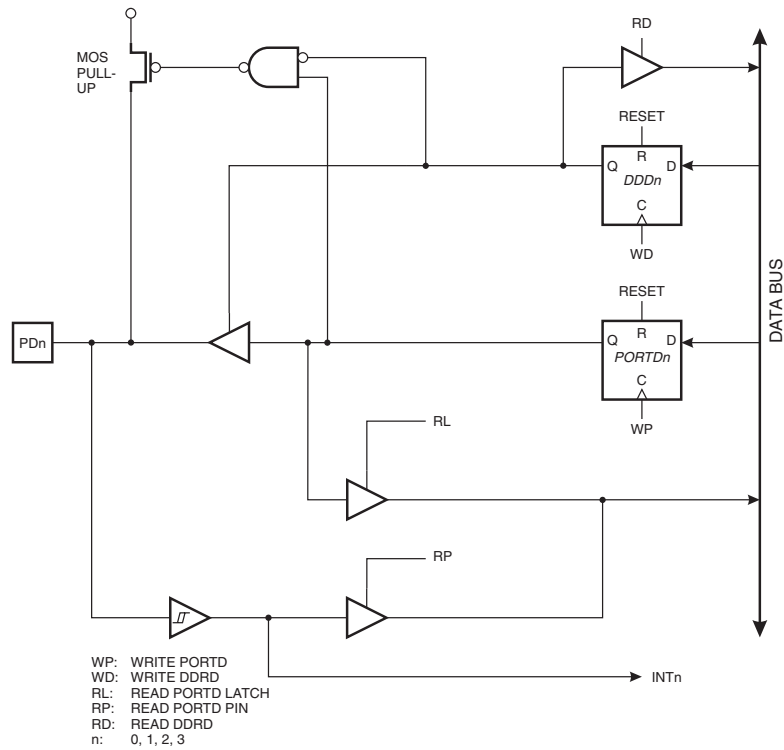 RD
MOS
PULL-
UP
RESET
R
Q D
DDDn
C
WD
RESET
R
PDn
Q D
PORTDn
C
WP
DATA BUS
RL
RP
WP: WRITE PORTD
WD: WRITE DDRD
RL: READ PORTD LATCH
RP: READ PORTD PIN
RD: READ DDRD
n: 0, 1, 2, 3
INTn